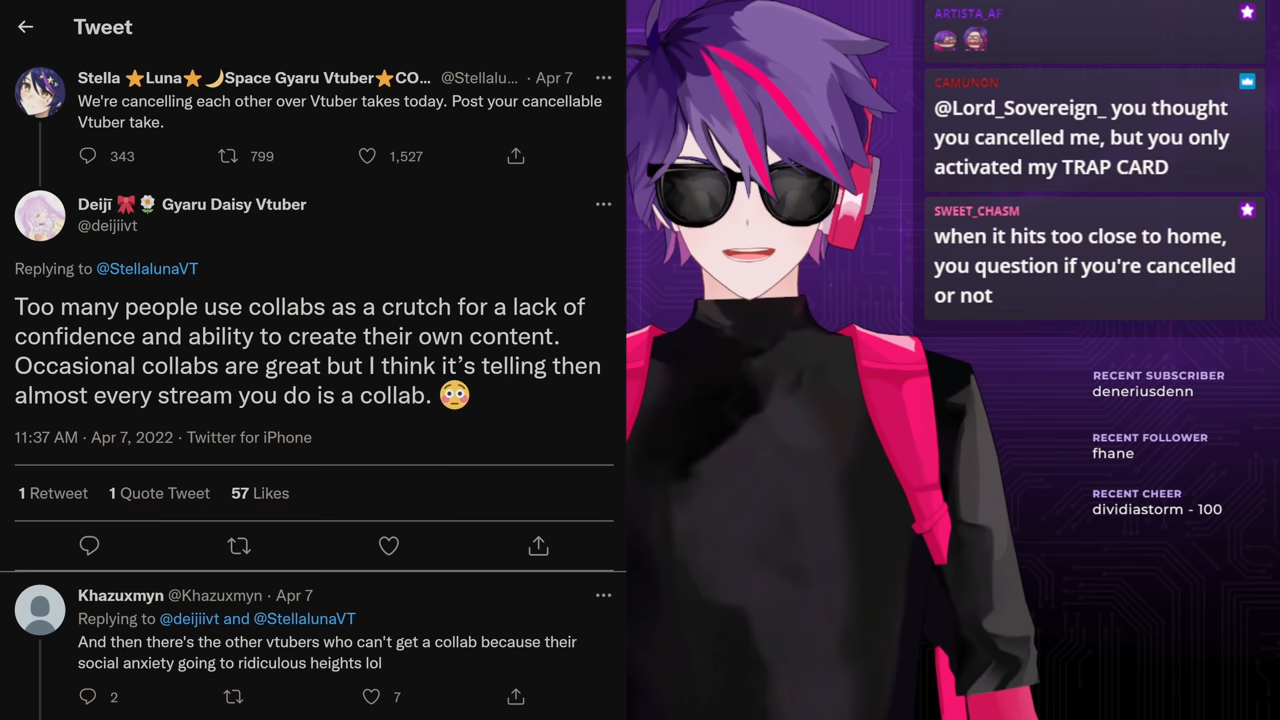 Tweet
Stella ⭐Luna⭐ 🌙Space Gyaru Vtuber⭐CO... @Stellalu... · Apr 7
We're cancelling each other over Vtuber takes today. Post your cancellable
Vtuber take.
343 799 1,527
Deijī 🎀 🌼 Gyaru Daisy Vtuber
@deijiivt
Replying to @StellalunaVT
Too many people use collabs as a crutch for a lack of
confidence and ability to create their own content.
Occasional collabs are great but I think it’s telling then
almost every stream you do is a collab. 😳
11:37 AM · Apr 7, 2022 · Twitter for iPhone
1 Retweet 1 Quote Tweet 57 Likes
Khazuxmyn @Khazuxmyn · Apr 7
Replying to @deijiivt and @StellalunaVT
And then there's the other vtubers who can't get a collab because their
social anxiety going to ridiculous heights lol
2 7
ARTISTA_AF
CAMUNON
@Lord_Sovereign_ you thought
you cancelled me, but you only
activated my TRAP CARD
SWEET_CHASM
when it hits too close to home,
you question if you're cancelled
or not
RECENT SUBSCRIBER
deneriusdenn
RECENT FOLLOWER
fhane
RECENT CHEER
dividiastorm - 100